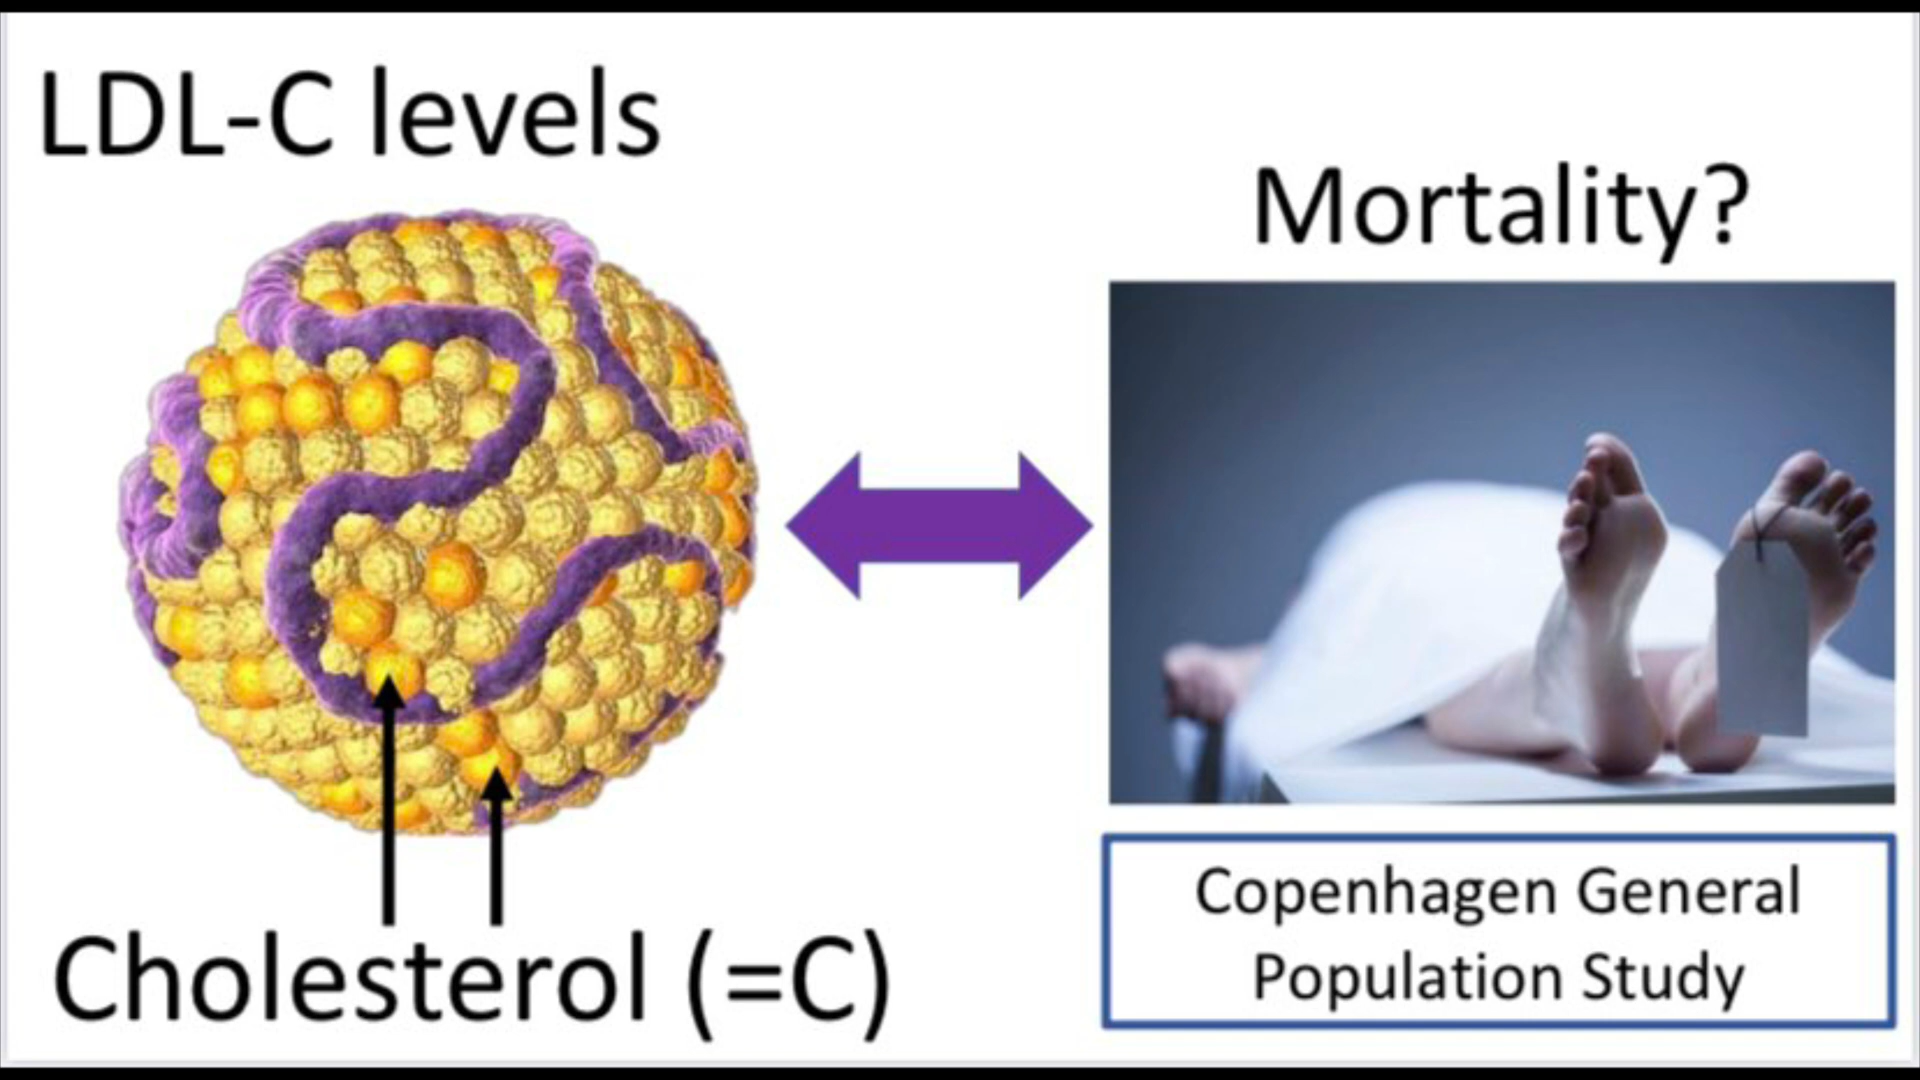 LDL-C levels
Mortality?
Cholesterol (=C)
Copenhagen General
Population Study